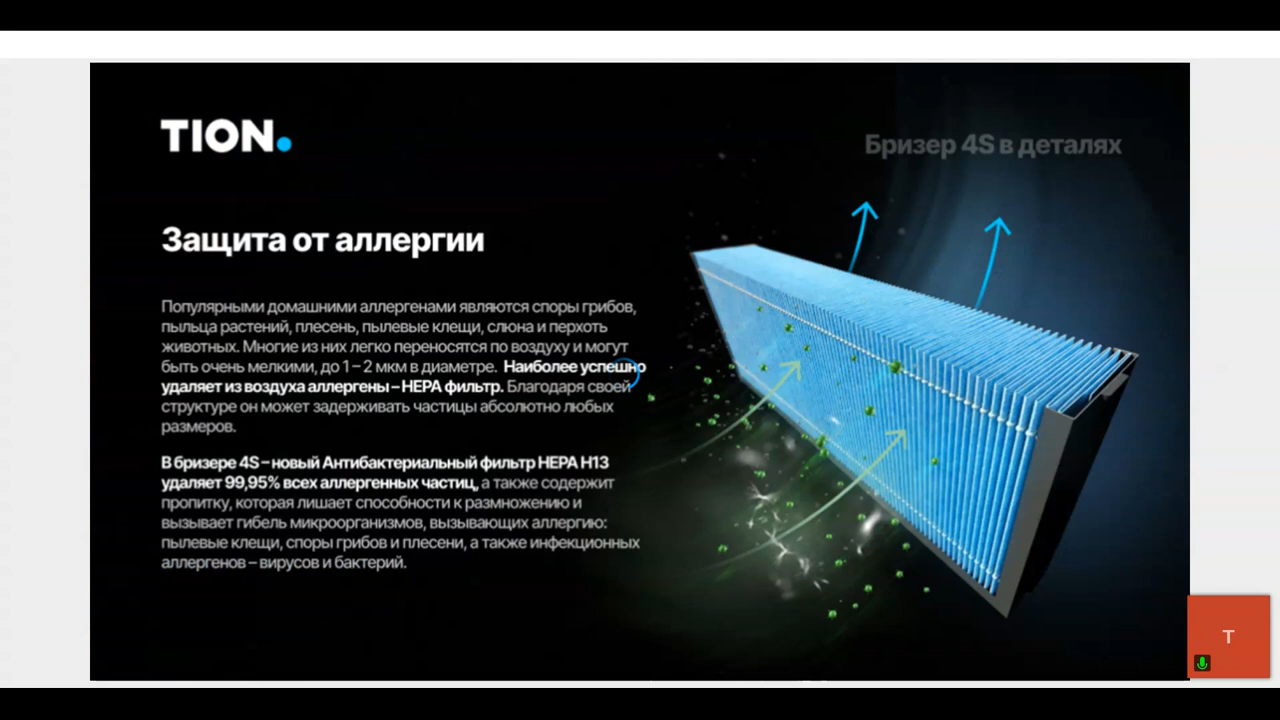 TION.
Бризер 4S в деталях
Защита от аллергии
Популярными домашними аллергенами являются споры грибов,
пыльца растений, плесень, пылевые клещи, слюна и перхоть
животных. Многие из них легко переносятся по воздуху и могут
быть очень мелкими, до 1 – 2 мкм в диаметре. Наиболее успешно
удаляет из воздуха аллергены – HEPA фильтр. Благодаря своей
структуре он может задерживать частицы абсолютно любых
размеров.
В бризере 4S – новый Антибактериальный фильтр HEPA H13
удаляет 99,95% всех аллергенных частиц, а также содержит
пропитку, которая лишает способности к размножению и
вызывает гибель микроорганизмов, вызывающих аллергию:
пылевые клещи, споры грибов и плесени, а также инфекционных
аллергенов – вирусов и бактерий.
T